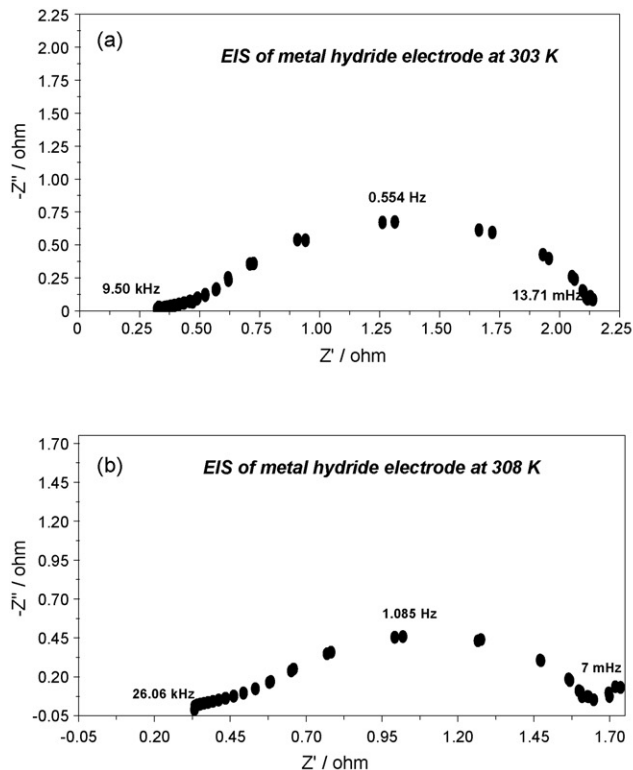 (a)
EIS of metal hydride electrode at 303 K
2.25
2.00
1.75
1.50
1.25
1.00
0.75
0.50
0.25
0
-Z" / ohm
0.554 Hz
9.50 kHz
13.71 mHz
0 0.25 0.50 0.75 1.00 1.25 1.50 1.75 2.00 2.25
Z' / ohm
(b)
EIS of metal hydride electrode at 308 K
1.70
1.45
1.20
0.95
0.70
0.45
0.20
-0.05
-Z" / ohm
1.085 Hz
26.06 kHz
7 mHz
-0.05 0.20 0.45 0.70 0.95 1.20 1.45 1.70
Z' / ohm